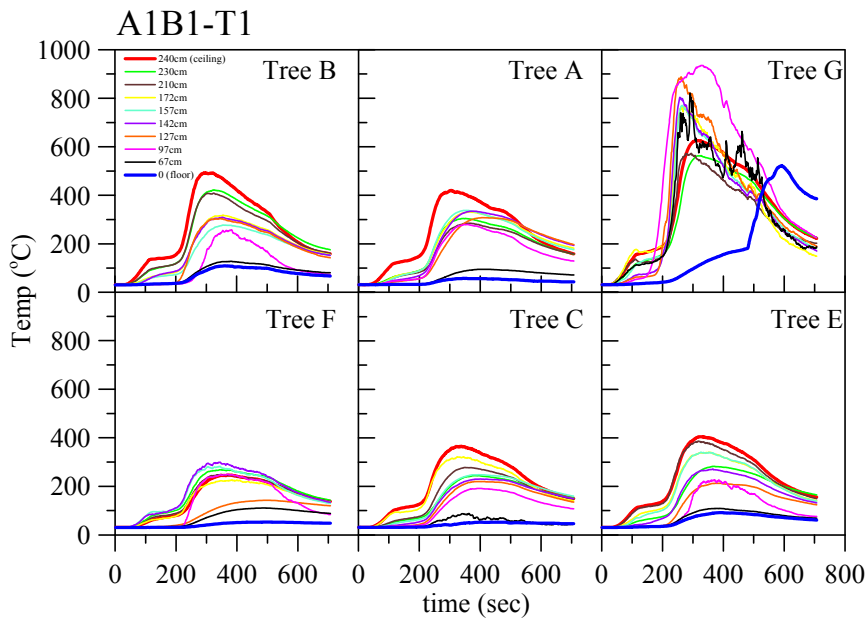 A1B1-T1
1000
800
600
400
200
0
Temp (°C)
240cm (ceiling)
230cm
210cm
172cm
157cm
142cm
127cm
97cm
67cm
0 (floor)
Tree B
Tree A
Tree G
800
600
400
200
0
Tree F
Tree C
Tree E
0 200 400 600 0 200 400 600 0 200 400 600 800
time (sec)